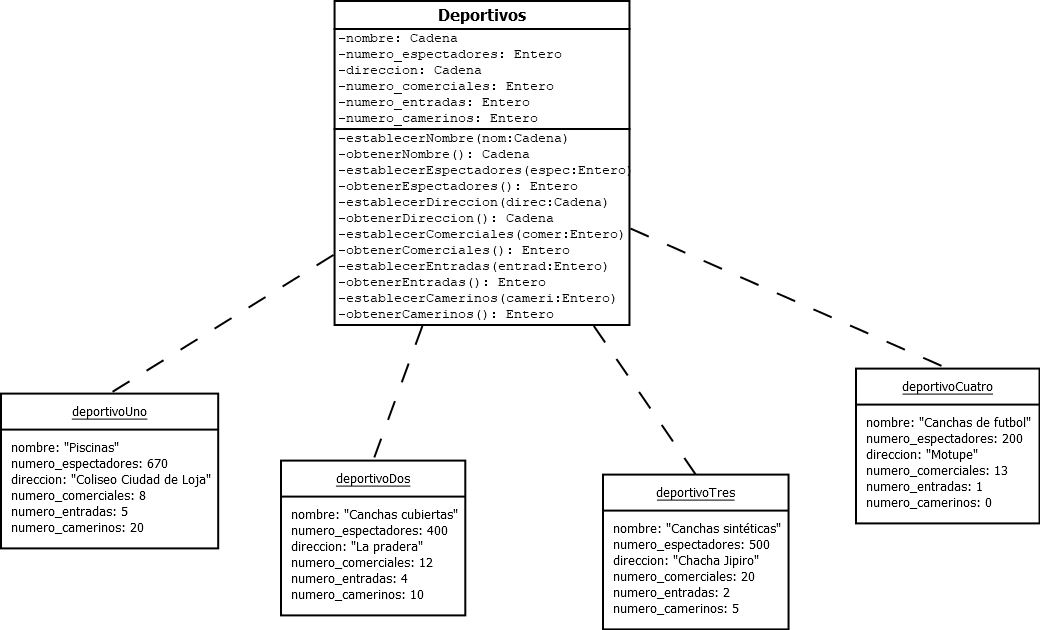 Deportivos
-nombre: Cadena
-numero_espectadores: Entero
-direccion: Cadena
-numero_comerciales: Entero
-numero_entradas: Entero
-numero_camerinos: Entero
-establecerNombre(nom:Cadena)
-obtenerNombre(): Cadena
-establecerEspectadores(espec:Entero)
-obtenerEspectadores(): Entero
-establecerDireccion(direc:Cadena)
-obtenerDireccion(): Cadena
-establecerComerciales(comer:Entero)
-obtenerComerciales(): Entero
-establecerEntradas(entrad:Entero)
-obtenerEntradas(): Entero
-establecerCamerinos(cameri:Entero)
-obtenerCamerinos(): Entero
deportivoUno
nombre: "Piscinas"
numero_espectadores: 670
direccion: "Coliseo Ciudad de Loja"
numero_comerciales: 8
numero_entradas: 5
numero_camerinos: 20
deportivoDos
nombre: "Canchas cubiertas"
numero_espectadores: 400
direccion: "La pradera"
numero_comerciales: 12
numero_entradas: 4
numero_camerinos: 10
deportivoTres
nombre: "Canchas sintéticas"
numero_espectadores: 500
direccion: "Chacha Jipiro"
numero_comerciales: 20
numero_entradas: 2
numero_camerinos: 5
deportivoCuatro
nombre: "Canchas de futbol"
numero_espectadores: 200
direccion: "Motupe"
numero_comerciales: 13
numero_entradas: 1
numero_camerinos: 0